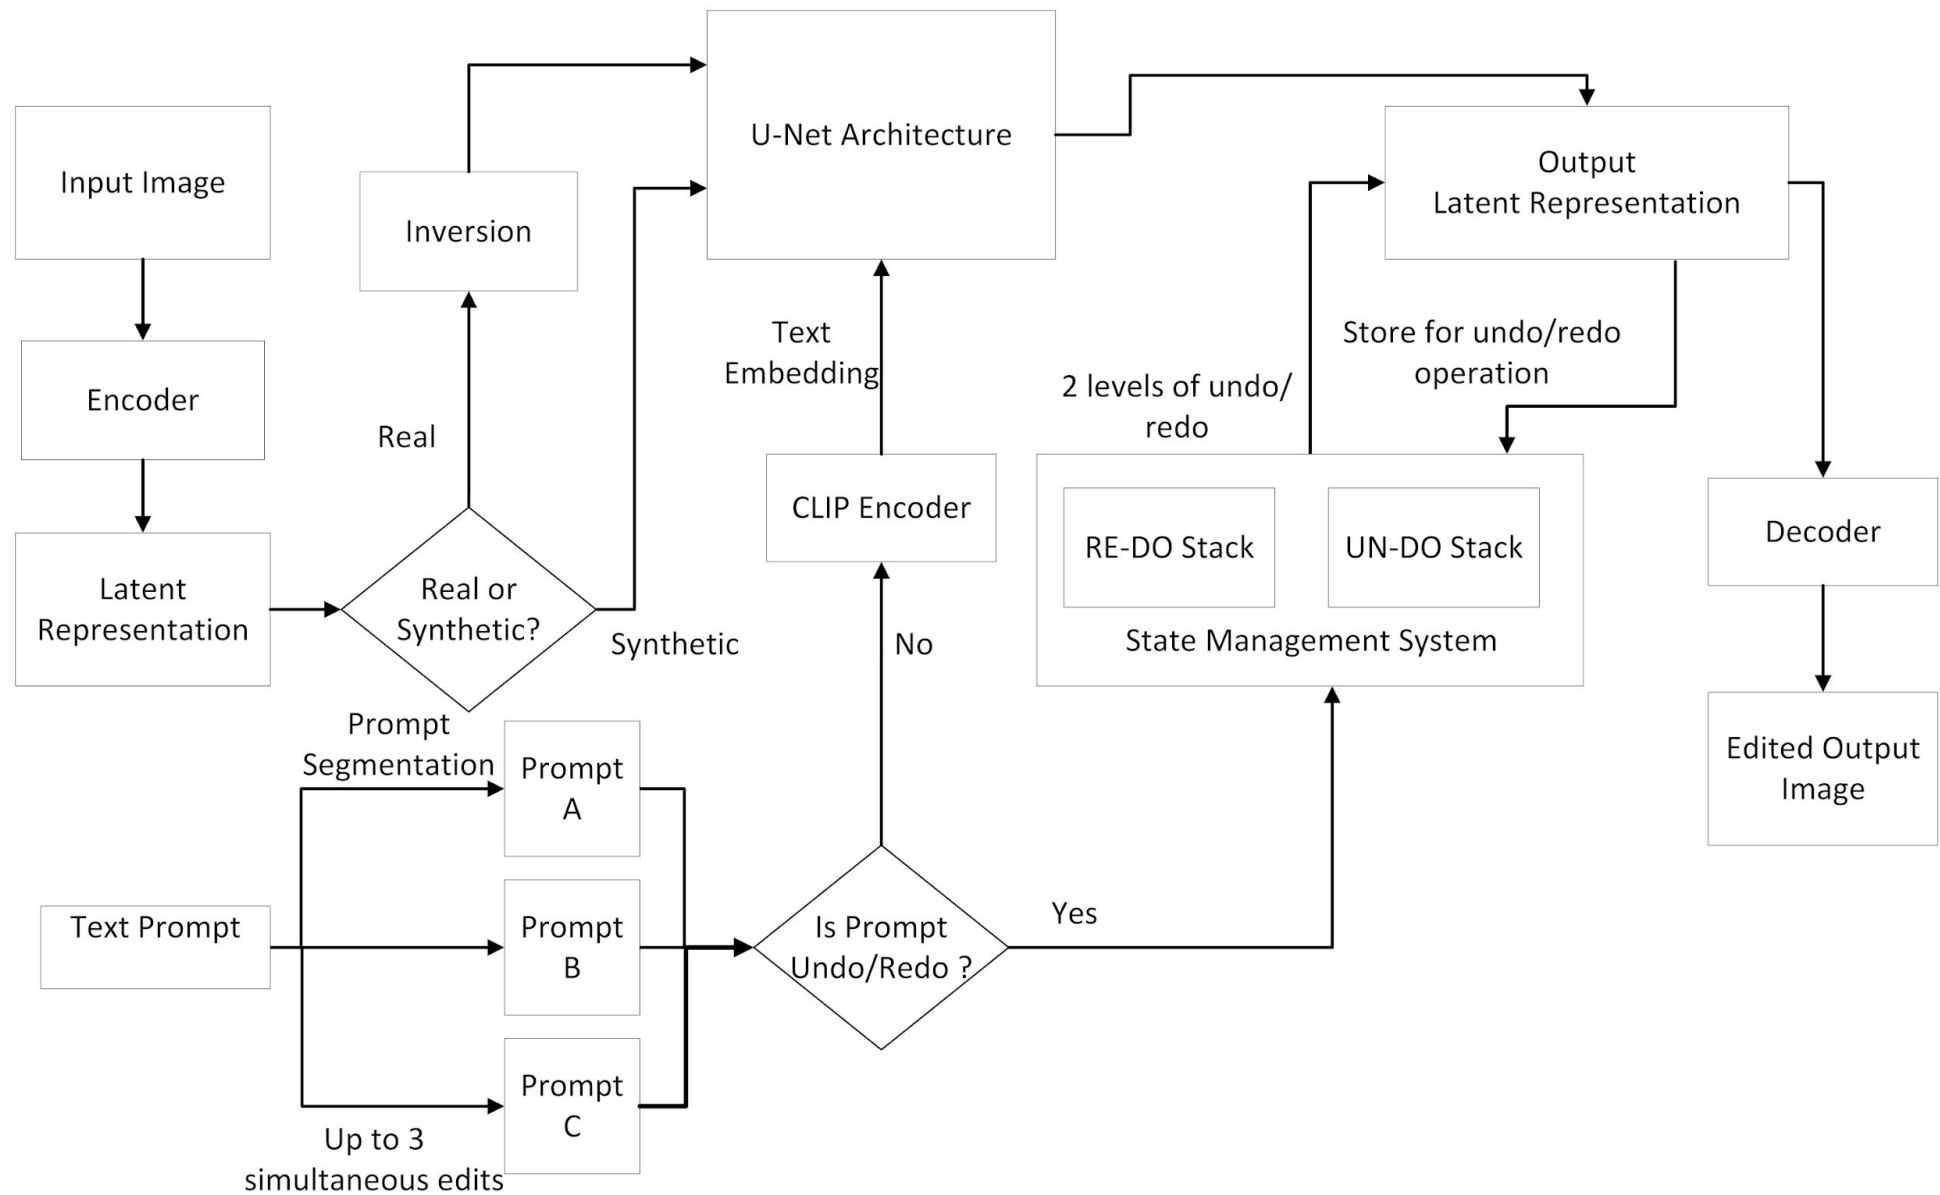 Input Image
Encoder
Latent
Representation
Inversion
Real
Real or
Synthetic?
Synthetic
U-Net Architecture
Text
Embedding
CLIP Encoder
No
Output
Latent Representation
Store for undo/redo
operation
2 levels of undo/
redo
RE-DO Stack
UN-DO Stack
State Management System
Decoder
Edited Output
Image
Prompt
Segmentation
Text Prompt
Prompt
A
Prompt
B
Prompt
C
Up to 3
simultaneous edits
Is Prompt
Undo/Redo ?
Yes